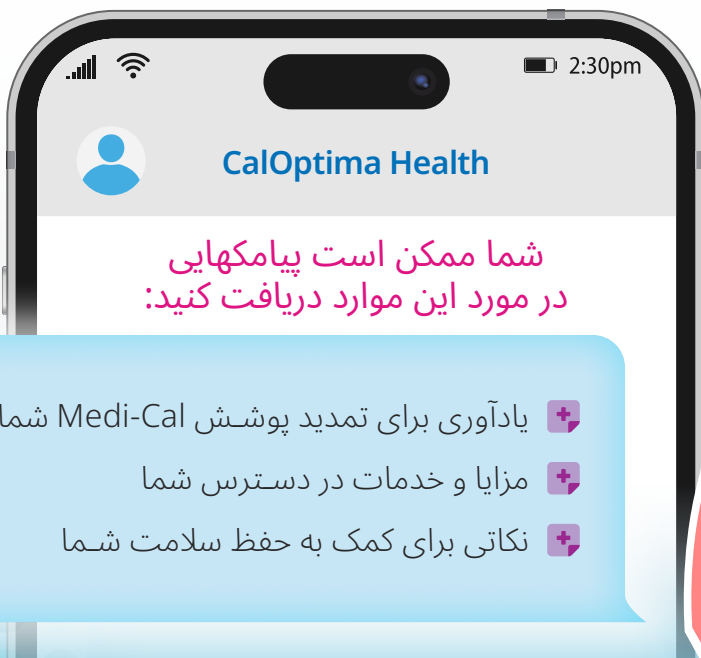 2:30pm
CalOptima Health
شما ممکن است پیامکهایی
در مورد این موارد دریافت کنید:
یادآوری برای تمدید پوشش Medi-Cal شما
مزایا و خدمات در دسترس شما
نکاتی برای کمک به حفظ سلامت شما